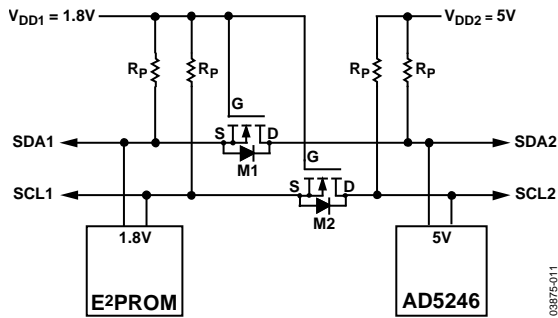 VDD1 = 1.8V VDD2 = 5V
RP RP RP RP
G
SDA1 S D SDA2
M1 G
SCL1 S D SCL2
M2
1.8V 5V
E2PROM AD5246
03875-011